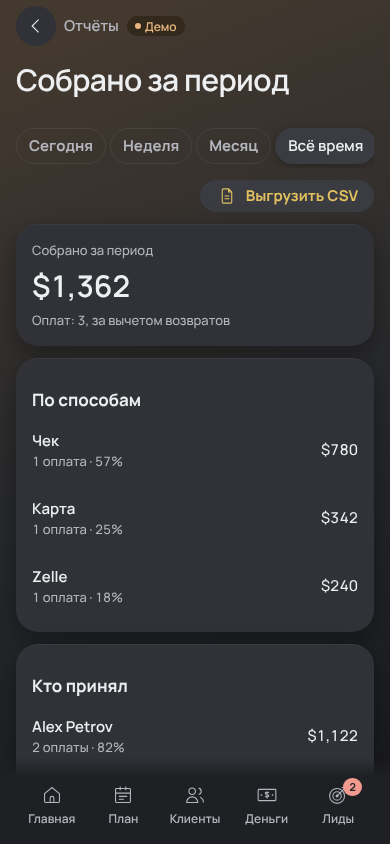 Отчёты
Демо
Собрано за период
Сегодня
Неделя
Месяц
Всё время
Выгрузить CSV
Собрано за период
$1,362
Оплат: 3, за вычетом возвратов
По способам
Чек
$780
1 оплата · 57%
Карта
$342
1 оплата · 25%
Zelle
$240
1 оплата · 18%
Кто принял
Alex Petrov
$1,122
2 оплаты · 82%
2
Главная
План
Клиенты
Деньги
Лиды